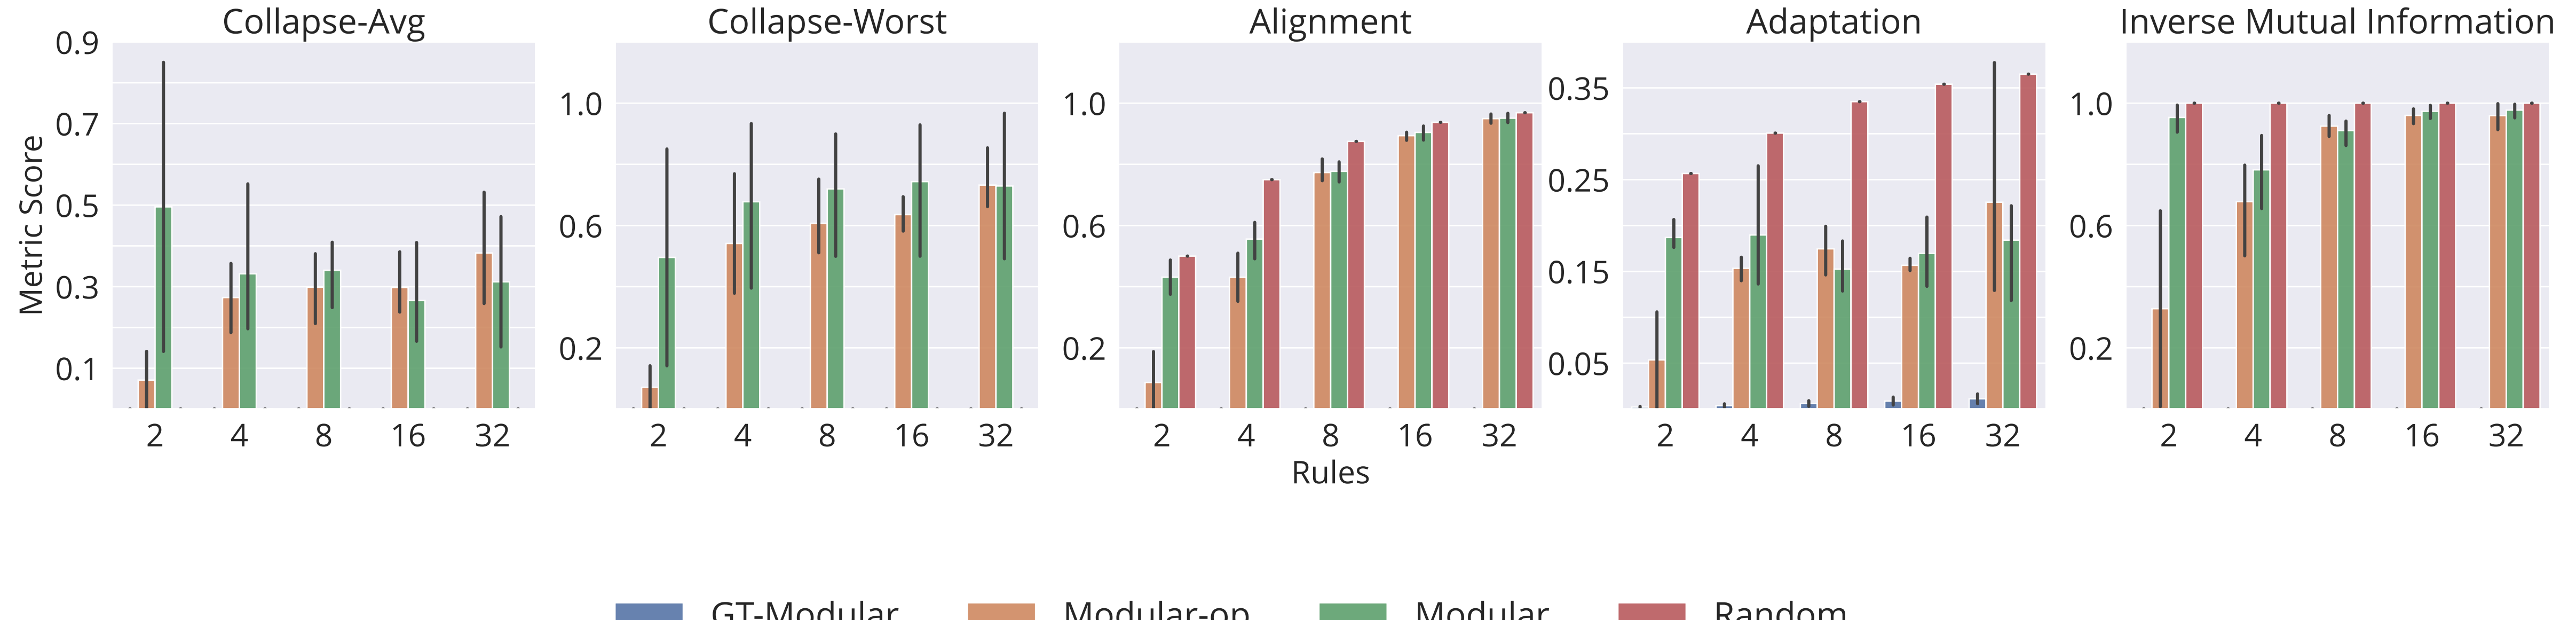 Collapse-Avg Collapse-Worst Alignment Adaptation Inverse Mutual Information
Metric Score
0.9
0.7
0.5
0.3
0.1
2 4 8 16 32
1.0
0.6
0.2
2 4 8 16 32
1.0
0.6
0.2
2 4 8 16 32
0.35
0.25
0.15
0.05
2 4 8 16 32
1.0
0.6
0.2
2 4 8 16 32
Rules
GT-Modular Modular-op Modular Random